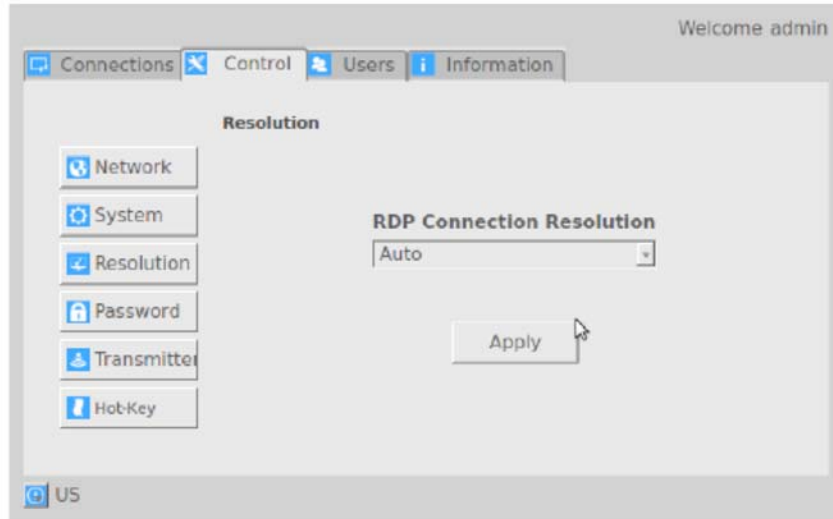 Welcome admin
Connections Control Users Information
Resolution
Network
System
RDP Connection Resolution
Auto
Resolution
Password
Apply
Transmitter
Hot-Key
US